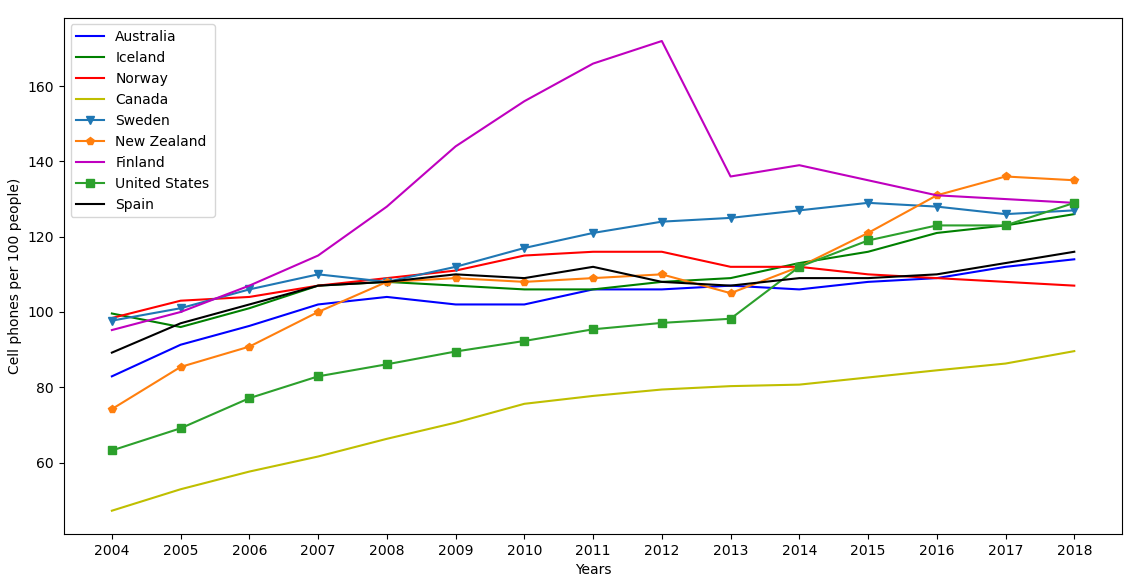 Australia
Iceland
Norway
Canada
Sweden
New Zealand
Finland
United States
Spain
Cell phones per 100 people)
160
140
120
100
80
60
2004 2005 2006 2007 2008 2009 2010 2011 2012 2013 2014 2015 2016 2017 2018
Years